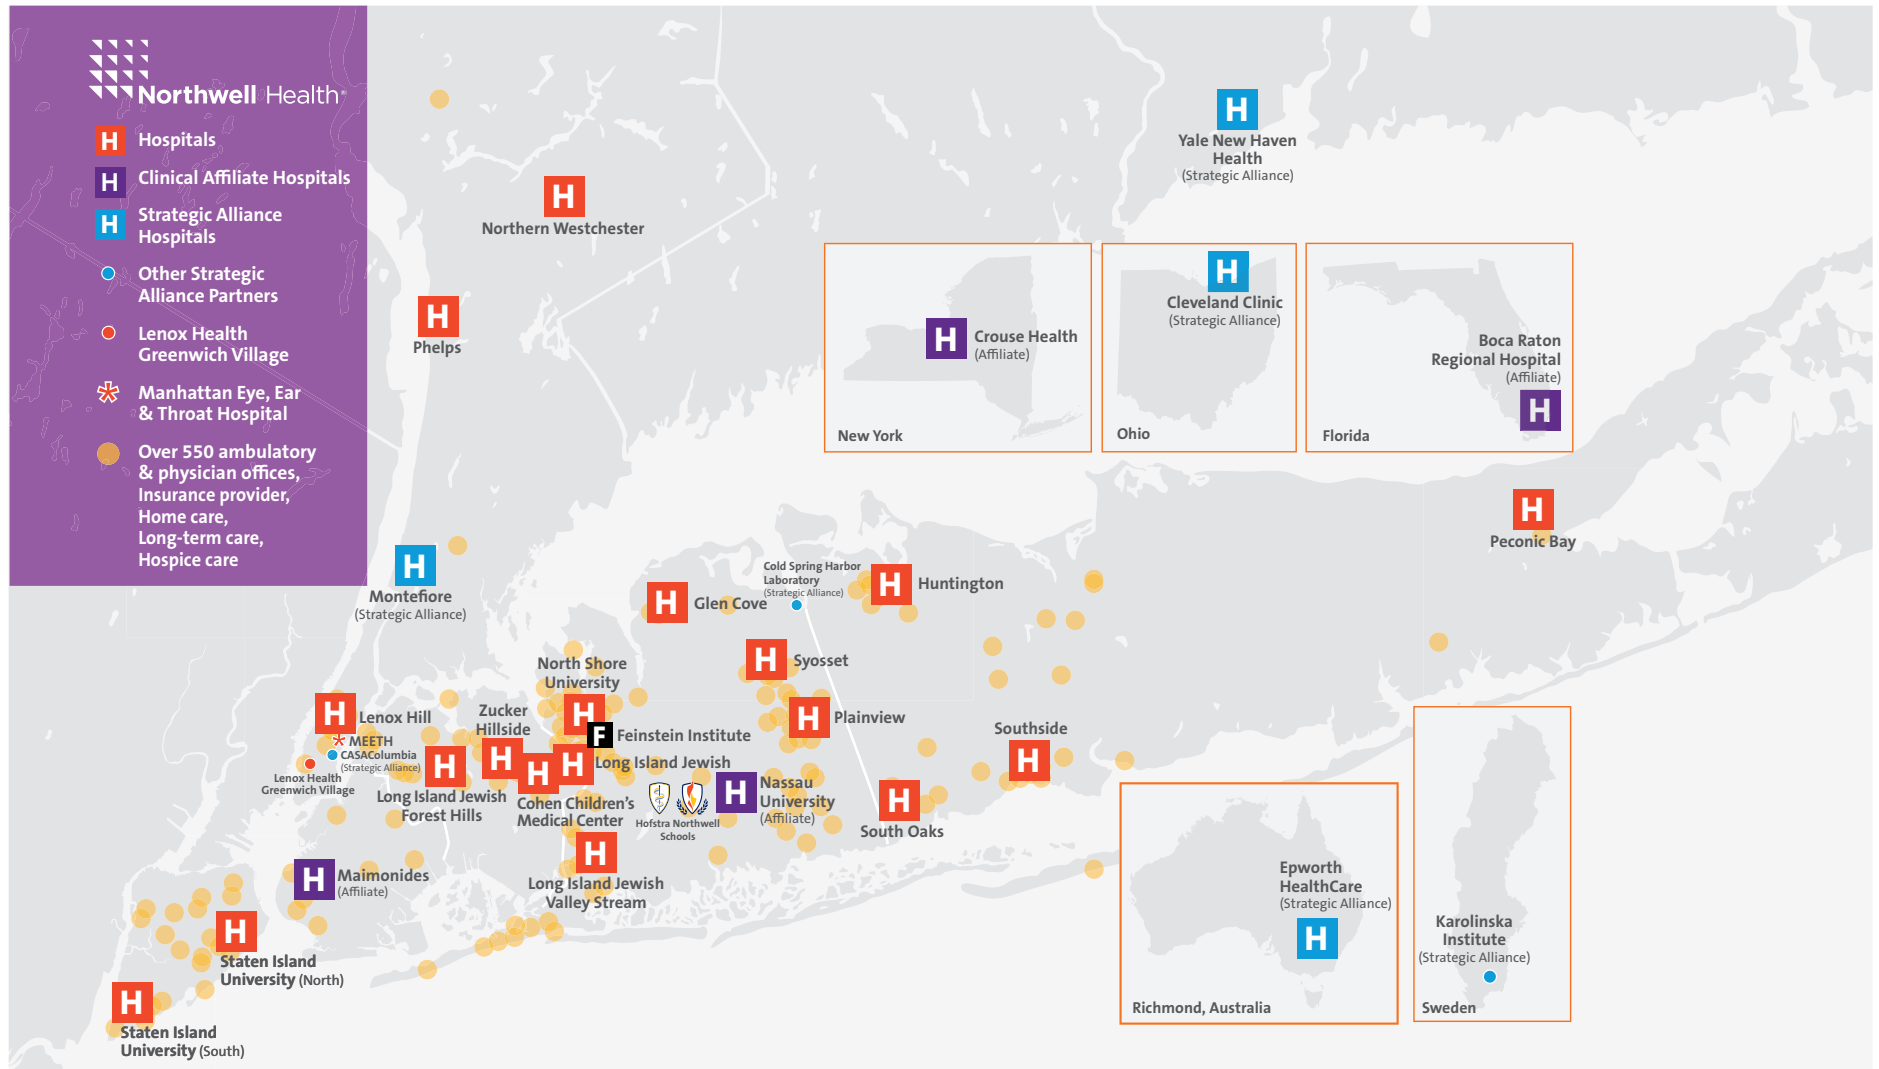 Northwell Health
H Hospitals
H Clinical Affiliate Hospitals
H Strategic Alliance
Hospitals
Other Strategic
Alliance Partners
Lenox Health
Greenwich Village
Manhattan Eye, Ear
& Throat Hospital
Over 550 ambulatory
& physician offices,
Insurance provider,
Home care,
Long-term care,
Hospice care
H
Yale New Haven
Health
(Strategic Alliance)
H
Northern Westchester
H
Phelps
H
Crouse Health
(Affiliate)
New York
H
Cleveland Clinic
(Strategic Alliance)
Ohio
Boca Raton
Regional Hospital
(Affiliate)
H
Florida
H
Peconic Bay
H
Montefiore
(Strategic Alliance)
H
Glen Cove
Cold Spring Harbor
Laboratory
(Strategic Alliance)
H
Huntington
H
Syosset
North Shore
University
H
F
Feinstein Institute
H
Plainview
H
Lenox Hill
MEETH
CASAColumbia
(Strategic Alliance)
Lenox Health
Greenwich Village
Zucker
Hillside
H
H
Long Island Jewish
Forest Hills
H
Cohen Children's
Medical Center
H
Long Island Jewish
Hofstra Northwell
Schools
H
Nassau
University
(Affiliate)
Southside
H
H
South Oaks
H
Long Island Jewish
Valley Stream
H
Maimonides
(Affiliate)
H
Staten Island
University (North)
H
Staten Island
University (South)
Epworth
HealthCare
(Strategic Alliance)
H
Richmond, Australia
Karolinska
Institute
(Strategic Alliance)
Sweden